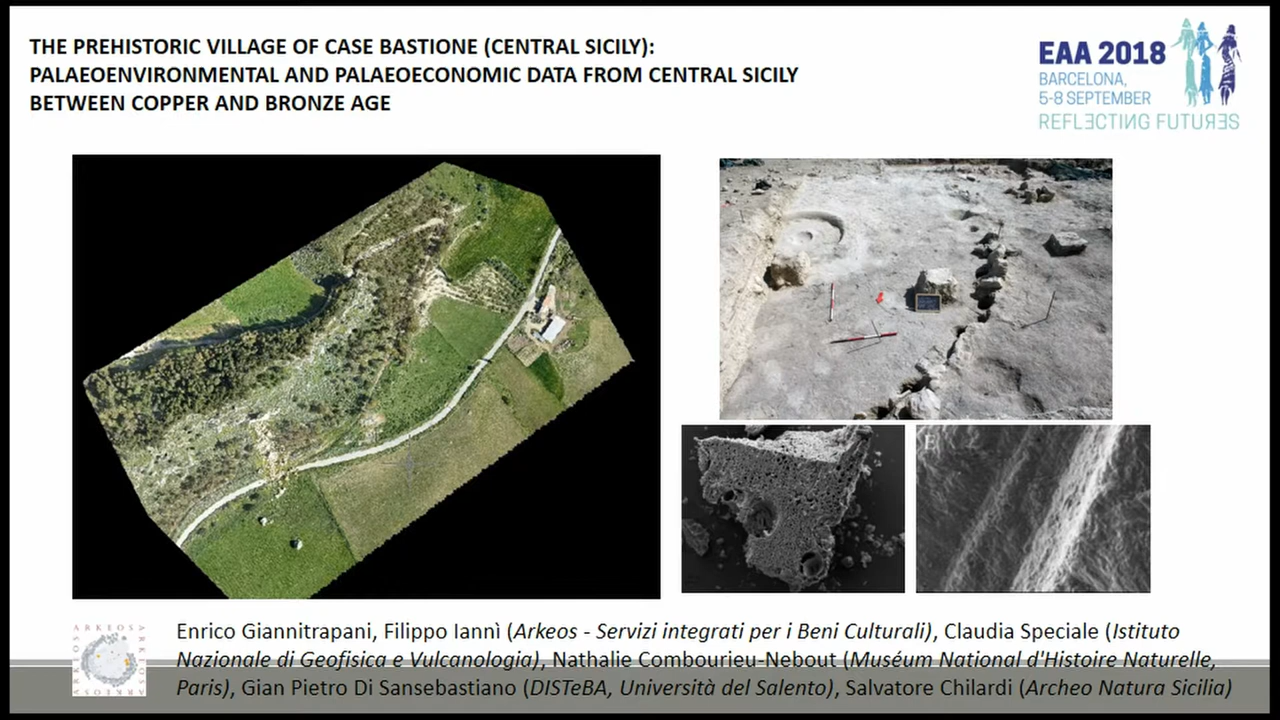 THE PREHISTORIC VILLAGE OF CASE BASTIONE (CENTRAL SICILY):
PALAEOENVIRONMENTAL AND PALAEOECONOMIC DATA FROM CENTRAL SICILY
BETWEEN COPPER AND BRONZE AGE
EAA 2018
BARCELONA,
5-8 SEPTEMBER
REFLECTING FUTURES
ARKEOS
ARKEOS
ARKEOS
Enrico Giannitrapani, Filippo Iannì (Arkeos - Servizi integrati per i Beni Culturali), Claudia Speciale (Istituto
Nazionale di Geofisica e Vulcanologia), Nathalie Combourieu-Nebout (Muséum National d'Histoire Naturelle,
Paris), Gian Pietro Di Sansebastiano (DISTeBA, Università del Salento), Salvatore Chilardi (Archeo Natura Sicilia)